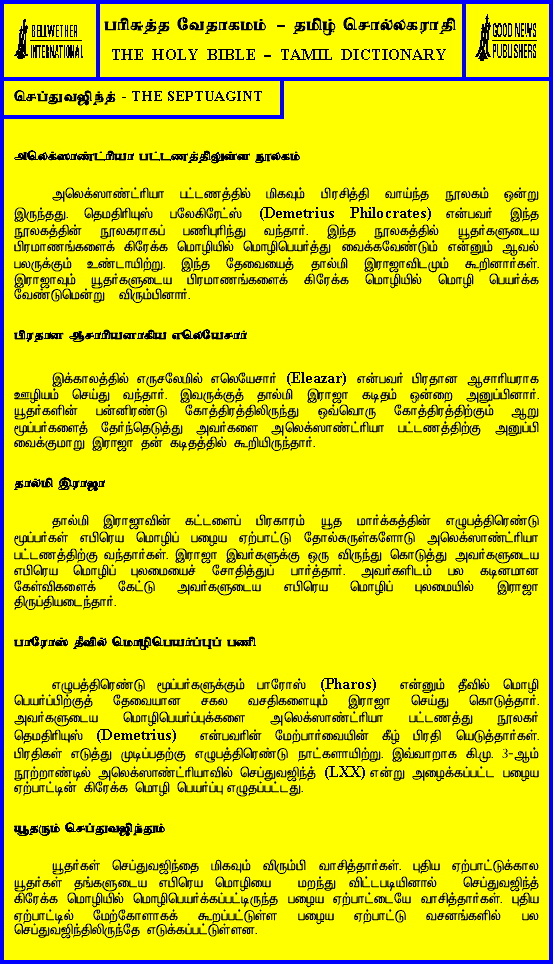 BELLWETHER
INTERNATIONAL
பரிசுத்த வேதாகமம் – தமிழ் சொல்லகராதி
THE HOLY BIBLE – TAMIL DICTIONARY
GOOD NEWS
PUBLISHERS
செப்துவஜிந்த் - THE SEPTUAGINT
அலெக்ஸாண்ட்ரியா பட்டணத்திலுள்ள நூலகம்
அலெக்ஸாண்ட்ரியா பட்டணத்தில் மிகவும் பிரசித்தி வாய்ந்த நூலகம் ஒன்று
இருந்தது. தெமதிரியுஸ் பலேகிரேட்ஸ் (Demetrius Philocrates) என்பவர் இந்த
நூலகத்தின் நூலகராகப் பணிபுரிந்து வந்தார். இந்த நூலகத்தில் யூதர்களுடைய
பிரமாணங்களைக் கிரேக்க மொழியில் மொழிபெயர்த்து வைக்கவேண்டும் என்னும் ஆவல்
பலருக்கும் உண்டாயிற்று. இந்த தேவையைத் தால்மி இராஜாவிடமும் கூறினார்கள்.
இராஜாவும் யூதர்களுடைய பிரமாணங்களைக் கிரேக்க மொழியில் மொழி பெயர்க்க
வேண்டுமென்று விரும்பினார்.
பிரதான ஆசாரியனாகிய எலெயேசார்
இக்காலத்தில் எருசலேமில் எலெயேசார் (Eleazar) என்பவர் பிரதான ஆசாரியராக
ஊழியம் செய்து வந்தார். இவருக்குத் தால்மி இராஜா கடிதம் ஒன்றை அனுப்பினார்.
யூதர்களின் பன்னிரண்டு கோத்திரத்திலிருந்து ஒவ்வொரு கோத்திரத்திற்கும் ஆறு
மூப்பர்களைத் தேர்ந்தெடுத்து அவர்களை அலெக்ஸாண்ட்ரியா பட்டணத்திற்கு அனுப்பி
வைக்குமாறு இராஜா தன் கடிதத்தில் கூறியிருந்தார்.
தால்மி இராஜா
தால்மி இராஜாவின் கட்டளைப் பிரகாரம் யூத மார்க்கத்தின் எழுபத்திரெண்டு
மூப்பர்கள் எபிரெய மொழிப் பழைய ஏற்பாட்டு தோல்சுருள்களோடு அலெக்ஸாண்ட்ரியா
பட்டணத்திற்கு வந்தார்கள். இராஜா இவர்களுக்கு ஒரு விருந்து கொடுத்து அவர்களுடைய
எபிரெய மொழிப் புலமையைச் சோதித்துப் பார்த்தார். அவர்களிடம் பல கடினமான
கேள்விகளைக் கேட்டு அவர்களுடைய எபிரெய மொழிப் புலமையில் இராஜா
திருப்தியடைந்தார்.
பாரோஸ் தீவில் மொழிபெயர்ப்புப் பணி
எழுபத்திரெண்டு மூப்பர்களுக்கும் பாரோஸ் (Pharos) என்னும் தீவில் மொழி
பெயர்ப்பிற்குத் தேவையான சகல வசதிகளையும் இராஜா செய்து கொடுத்தார்.
அவர்களுடைய மொழிபெயர்ப்புக்களை அலெக்ஸாண்ட்ரியா பட்டணத்து நூலகர்
தெமதிரியுஸ் (Demetrius) என்பவரின் மேற்பார்வையின் கீழ் பிரதி யெடுத்தார்கள்.
பிரதிகள் எடுத்து முடிப்பதற்கு எழுபத்திரெண்டு நாட்களாயிற்று. இவ்வாறாக கி.மு. 3-ஆம்
நூற்றாண்டில் அலெக்ஸாண்ட்ரியாவில் செப்துவஜிந்த் (LXX) என்று அழைக்கப்பட்ட பழைய
ஏற்பாட்டின் கிரேக்க மொழி பெயர்ப்பு எழுதப்பட்டது.
யூதரும் செப்துவஜிந்தும்
யூதர்கள் செப்துவஜிந்தை மிகவும் விரும்பி வாசித்தார்கள். புதிய ஏற்பாட்டுக்கால
யூதர்கள் தங்களுடைய எபிரெய மொழியை மறந்து விட்டபடியினால் செப்துவஜிந்த்
கிரேக்க மொழியில் மொழிபெயர்க்கப்பட்டிருந்த பழைய ஏற்பாட்டையே வாசித்தார்கள். புதிய
ஏற்பாட்டில் மேற்கோளாகக் கூறப்பட்டுள்ள பழைய ஏற்பாட்டு வசனங்களில் பல
செப்துவஜிந்திலிருந்தே எடுக்கப்பட்டுள்ளன.